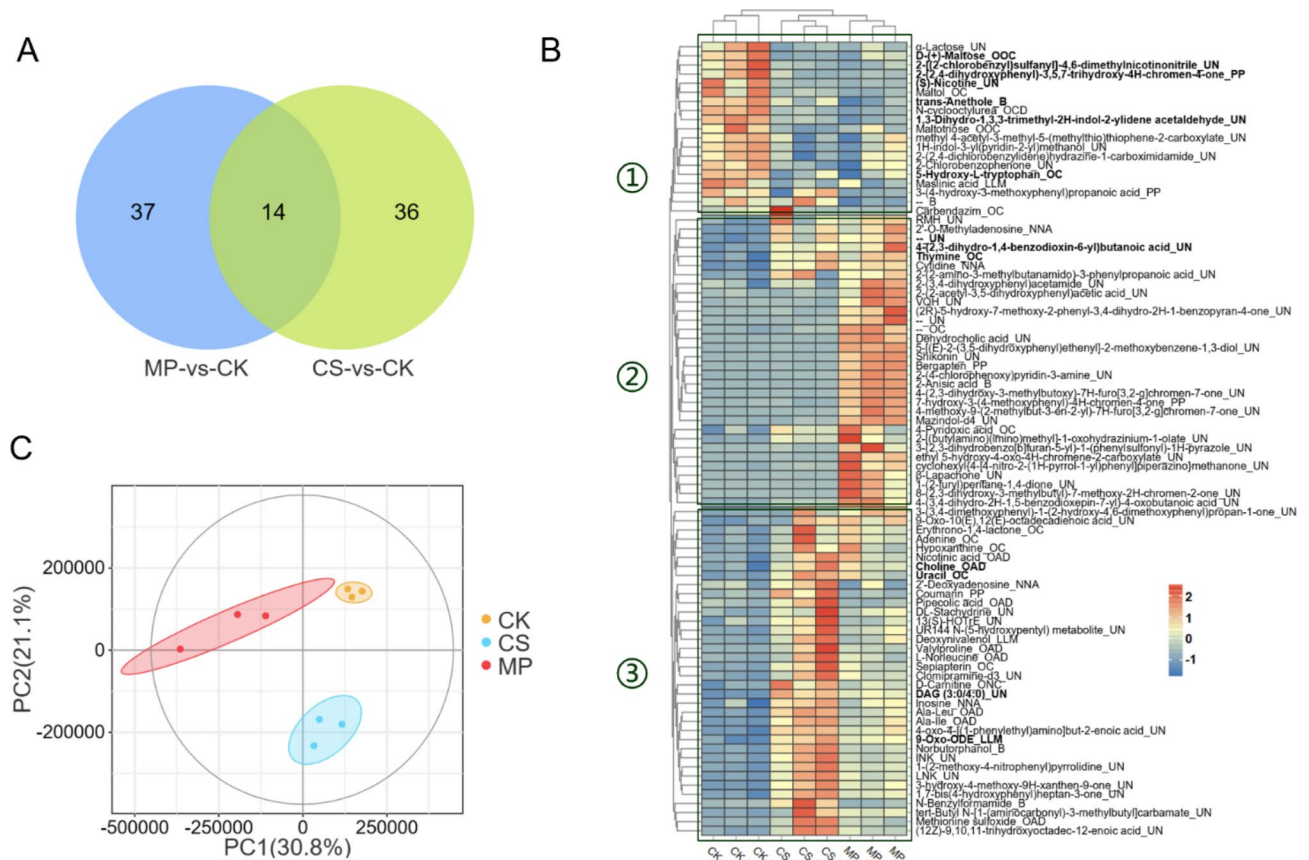 A
37
14
36
MP-vs-CK
CS-vs-CK
B
①
②
③
α-Lactose_UN
D-(+)-Maltose_OOC
2-[(2-chlorobenzyl)sulfanyl]-4,6-dimethylnicotinonitrile_UN
2-(2,4-dihydroxyphenyl)-3,5,7-trihydroxy-4H-chromen-4-one_PP
(S)-Nicotine_UN
Maltol_OC
trans-Anethole_B
N-cyclooctylurea_OCD
1,3-Dihydro-1,3,3-trimethyl-2H-indol-2-ylidene acetaldehyde_UN
Maltotriose_OOC
methyl 4-acetyl-3-methyl-5-(methylthio)thiophene-2-carboxylate_UN
1H-indol-3-yl(pyridin-2-yl)methanol_UN
2-(2,4-dichlorobenzylidene)hydrazine-1-carboximidamide_UN
2-Chlorobenzophenone_UN
5-Hydroxy-L-tryptophan_OC
Maslinic acid_LLM
3-(4-hydroxy-3-methoxyphenyl)propanoic acid_PP
--_B
Carbendazim_OC
RMH_UN
2'-O-Methyladenosine_NNA
--_UN
4-(2,3-dihydro-1,4-benzodioxin-6-yl)butanoic acid_UN
Thymine_OC
Cytidine_NNA
2-(2-amino-3-methylbutanamido)-3-phenylpropanoic acid_UN
2-(3,4-dihydroxyphenyl)acetamide_UN
2-(2-acetyl-3,5-dihydroxyphenyl)acetic acid_UN
VQH_UN
(2R)-5-hydroxy-7-methoxy-2-phenyl-3,4-dihydro-2H-1-benzopyran-4-one_UN
--_UN
--_OC
Dehydrocholic acid_UN
5-[(E)-2-(3,5-dihydroxyphenyl)ethenyl]-2-methoxybenzene-1,3-diol_UN
Shikonin_UN
Bergapten_PP
2-(4-chlorophenoxy)pyridin-3-amine_UN
2-Anisic acid_B
4-(2,3-dihydroxy-3-methylbutoxy)-7H-furo[3,2-g]chromen-7-one_UN
7-hydroxy-3-(4-methoxyphenyl)-4H-chromen-4-one_PP
4-methoxy-9-(2-methylbut-3-en-2-yl)-7H-furo[3,2-g]chromen-7-one_UN
Mazindol-d4_UN
4-Pyridoxic acid_OC
2-[(butylamino)(imino)methyl]-1-oxohydrazinium-1-olate_UN
3-(2,3-dihydrobenzo[b]furan-5-yl)-1-(phenylsulfonyl)-1H-pyrazole_UN
ethyl 5-hydroxy-4-oxo-4H-chromene-2-carboxylate_UN
cyclohexyl{4-[4-nitro-2-(1H-pyrrol-1-yl)phenyl]piperazino}methanone_UN
β-Lapachone_UN
1-(2-furyl)pentane-1,4-dione_UN
8-(2,3-dihydroxy-3-methylbutyl)-7-methoxy-2H-chromen-2-one_UN
4-(3,4-dihydro-2H-1,5-benzodioxepin-7-yl)-4-oxobutanoic acid_UN
3-(3,4-dimethoxyphenyl)-1-(2-hydroxy-4,6-dimethoxyphenyl)propan-1-one_UN
9-Oxo-10(E),12(E)-octadecadienoic acid_UN
Erythrono-1,4-lactone_OC
Adenine_OC
Hypoxanthine_OC
Nicotinic acid_OAD
Choline_OAD
Uracil_OC
2'-Deoxyadenosine_NNA
Coumarin_PP
Pipecolic acid_OAD
DL-Stachydrine_UN
13(S)-HOTrE_UN
UR144 N-(5-hydroxypentyl) metabolite_UN
Deoxynivalenol_LLM
Valylproline_OAD
L-Norleucine_OAD
Sepiapterin_OC
Clomipramine-d3_UN
D-Carnitine_ONC
DAG (3:0/4:0)_UN
Inosine_NNA
Ala-Leu_OAD
Ala-Ile_OAD
4-oxo-4-[(1-phenylethyl)amino]but-2-enoic acid_UN
9-Oxo-ODE_LLM
Norbutorphanol_B
INK_UN
1-(2-methoxy-4-nitrophenyl)pyrrolidine_UN
LNK_UN
3-hydroxy-4-methoxy-9H-xanthen-9-one_UN
1,7-bis(4-hydroxyphenyl)heptan-3-one_UN
N-Benzylformamide_B
tert-Butyl N-[1-(aminocarbonyl)-3-methylbutyl]carbamate_UN
Methionine sulfoxide_OAD
(12Z)-9,10,11-trihydroxyoctadec-12-enoic acid_UN
CK CK CK CS CS CS MP MP MP
2
1
0
-1
C
PC2(21.1%)
200000
0
-200000
-500000 -250000 0 250000
PC1(30.8%)
CK
CS
MP